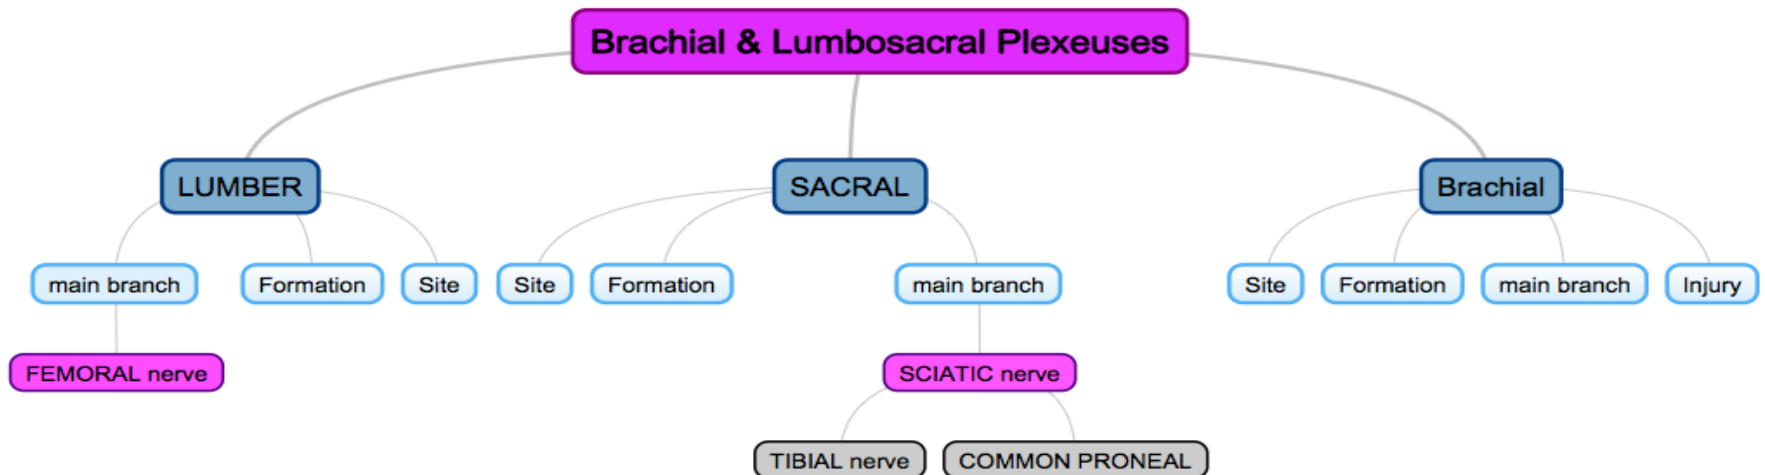 Brachial & Lumbosacral Plexeuses
LUMBER
SACRAL
Brachial
main branch
Formation
Site
Site
Formation
main branch
Site
Formation
main branch
Injury
FEMORAL nerve
SCIATIC nerve
TIBIAL nerve
COMMON PRONEAL